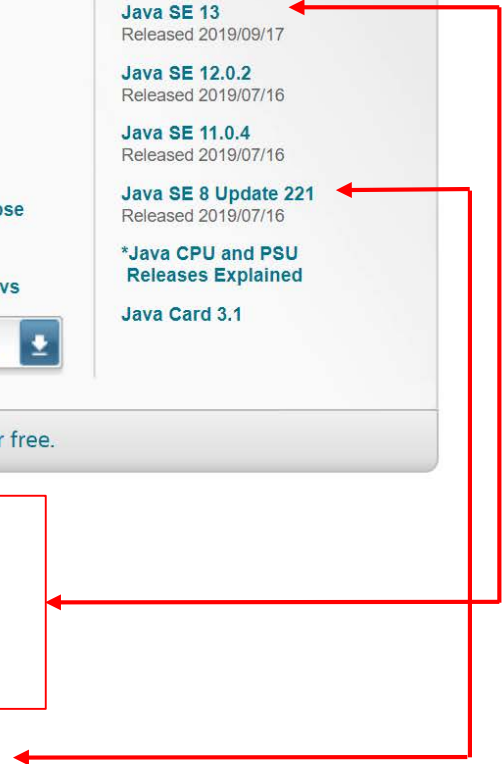 Java SE 13
Released 2019/09/17
Java SE 12.0.2
Released 2019/07/16
Java SE 11.0.4
Released 2019/07/16
Java SE 8 Update 221
Released 2019/07/16
*Java CPU and PSU
Releases Explained
Java Card 3.1
ose
vs
r free.